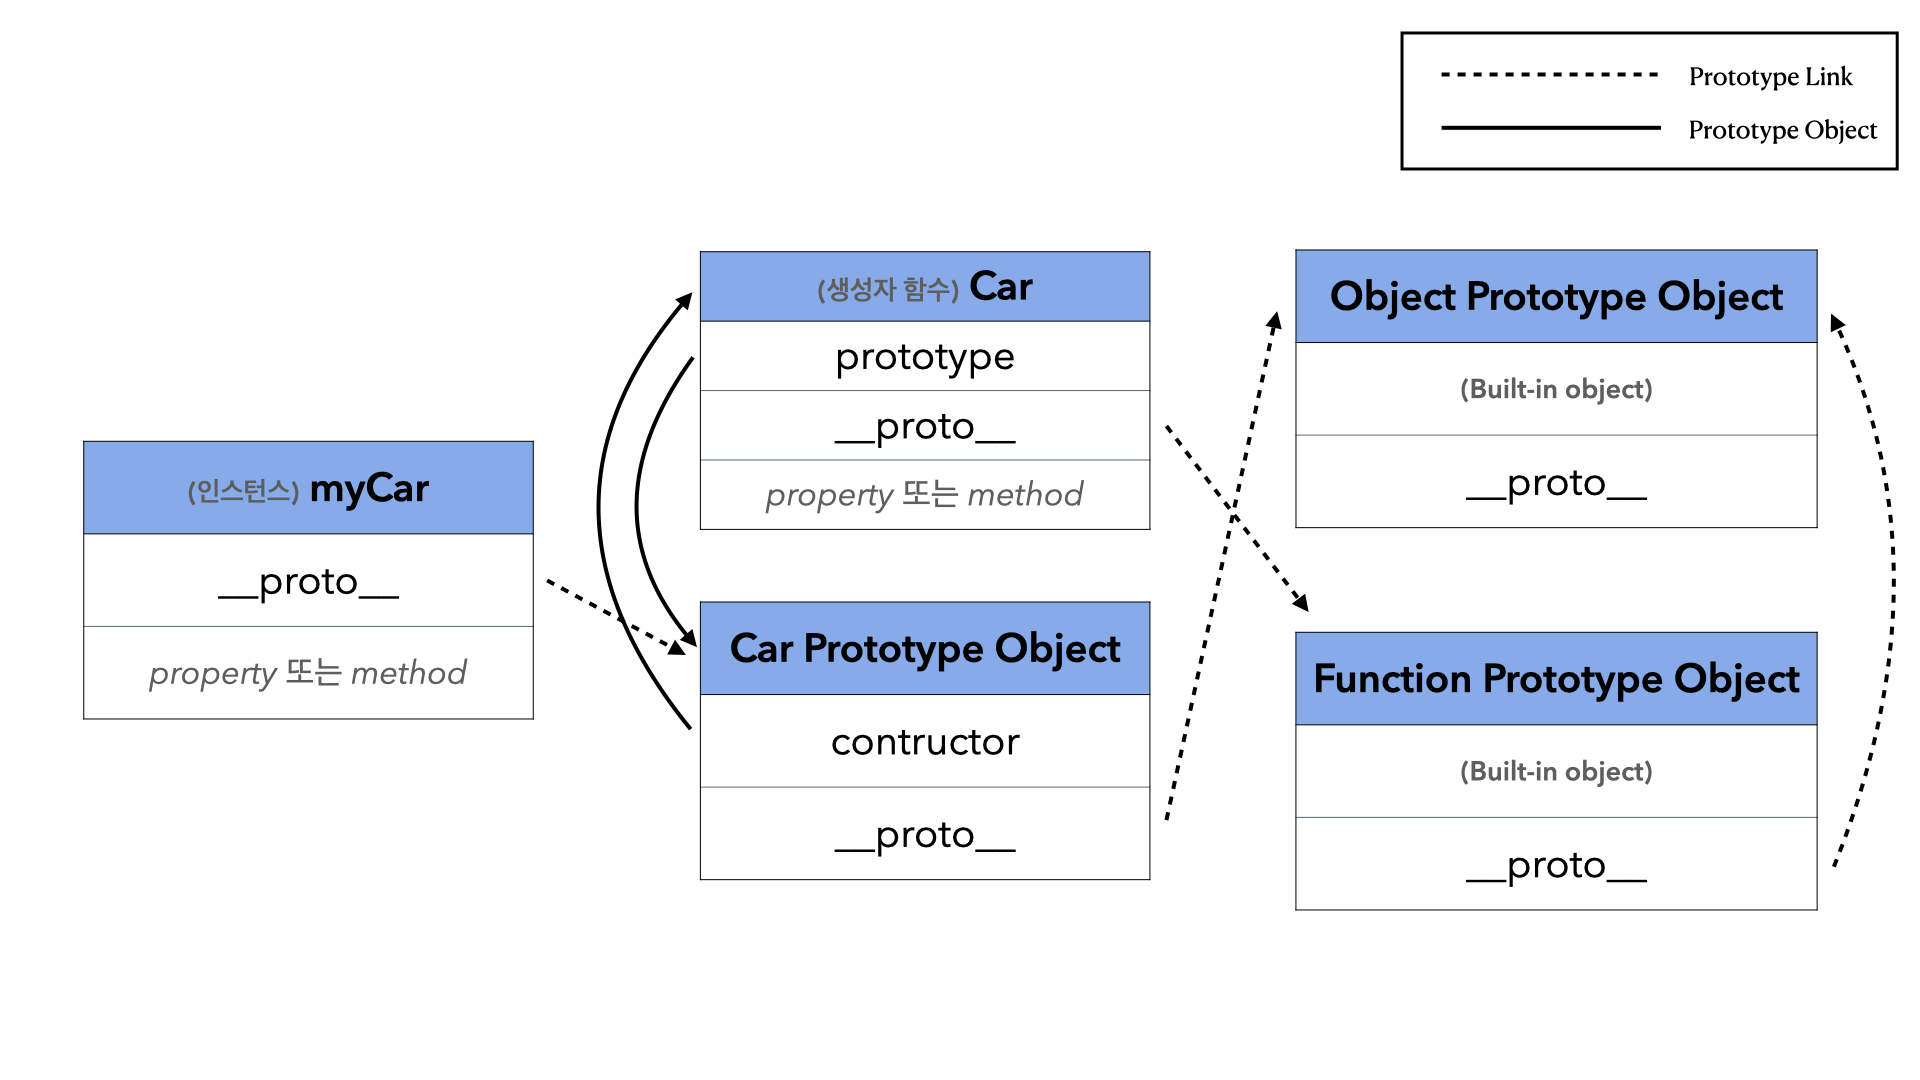 Prototype Link
Prototype Object
(인스턴스) myCar
__proto__
property 또는 method
(생성자 함수) Car
prototype
__proto__
property 또는 method
Car Prototype Object
contructor
__proto__
Object Prototype Object
(Built-in object)
__proto__
Function Prototype Object
(Built-in object)
__proto__